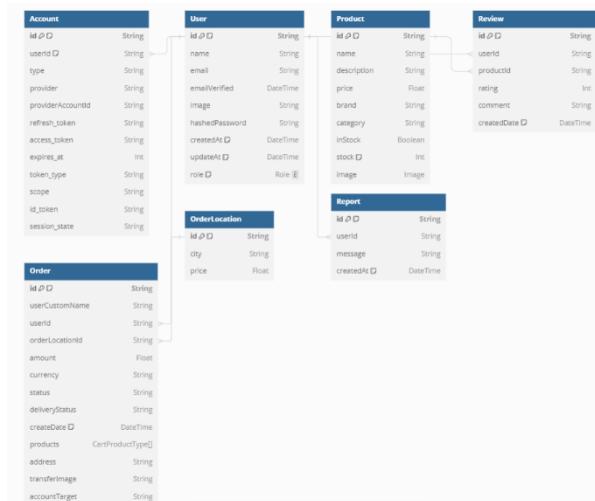 Account
id String
userId String
type String
provider String
providerAccountId String
refresh_token String
access_token String
expires_at Int
token_type String
scope String
id_token String
session_state String
User
id String
name String
email String
emailVerified DateTime
image String
hashedPassword String
createdAt DateTime
updateAt DateTime
role Role E
Product
id String
name String
description String
price Float
brand String
category String
inStock Boolean
stock Int
image Image
Review
id String
userId String
productId String
rating Int
comment String
createdDate DateTime
OrderLocation
id String
city String
price Float
Report
id String
userId String
message String
createdAt DateTime
Order
id String
userCustomName String
userId String
orderLocationId String
amount Float
currency String
status String
deliveryStatus String
createDate DateTime
products CertProductType[]
address String
transferImage String
accountTarget String